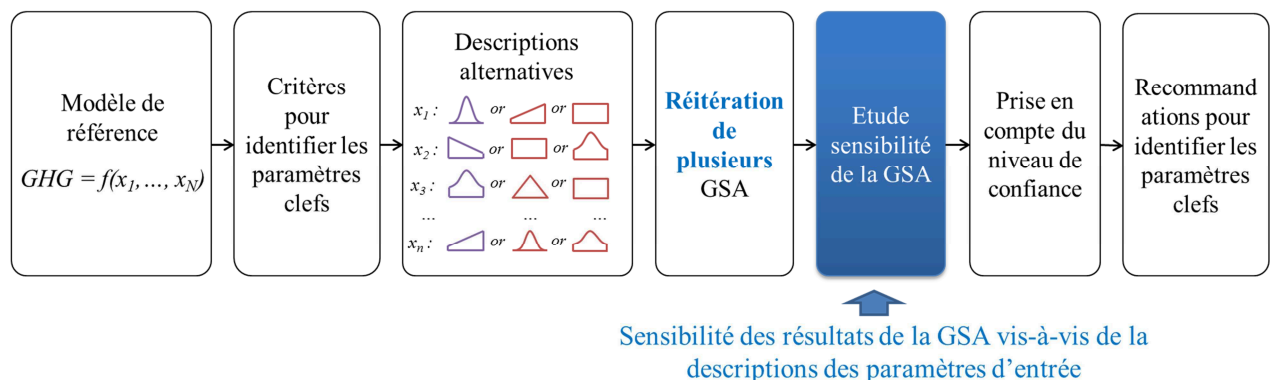 Modèle de
référence
GHG = f(x1, ..., xN)
Critères
pour
identifier les
paramètres
clefs
Descriptions
alternatives
x1 : or or
x2 : or or
x3 : or or
... ... ...
xn : or or
Réitération
de
plusieurs
GSA
Etude
sensibilité
de la GSA
Prise en
compte du
niveau de
confiance
Recommand
ations pour
identifier les
paramètres
clefs
Sensibilité des résultats de la GSA vis-à-vis de la
descriptions des paramètres d'entrée